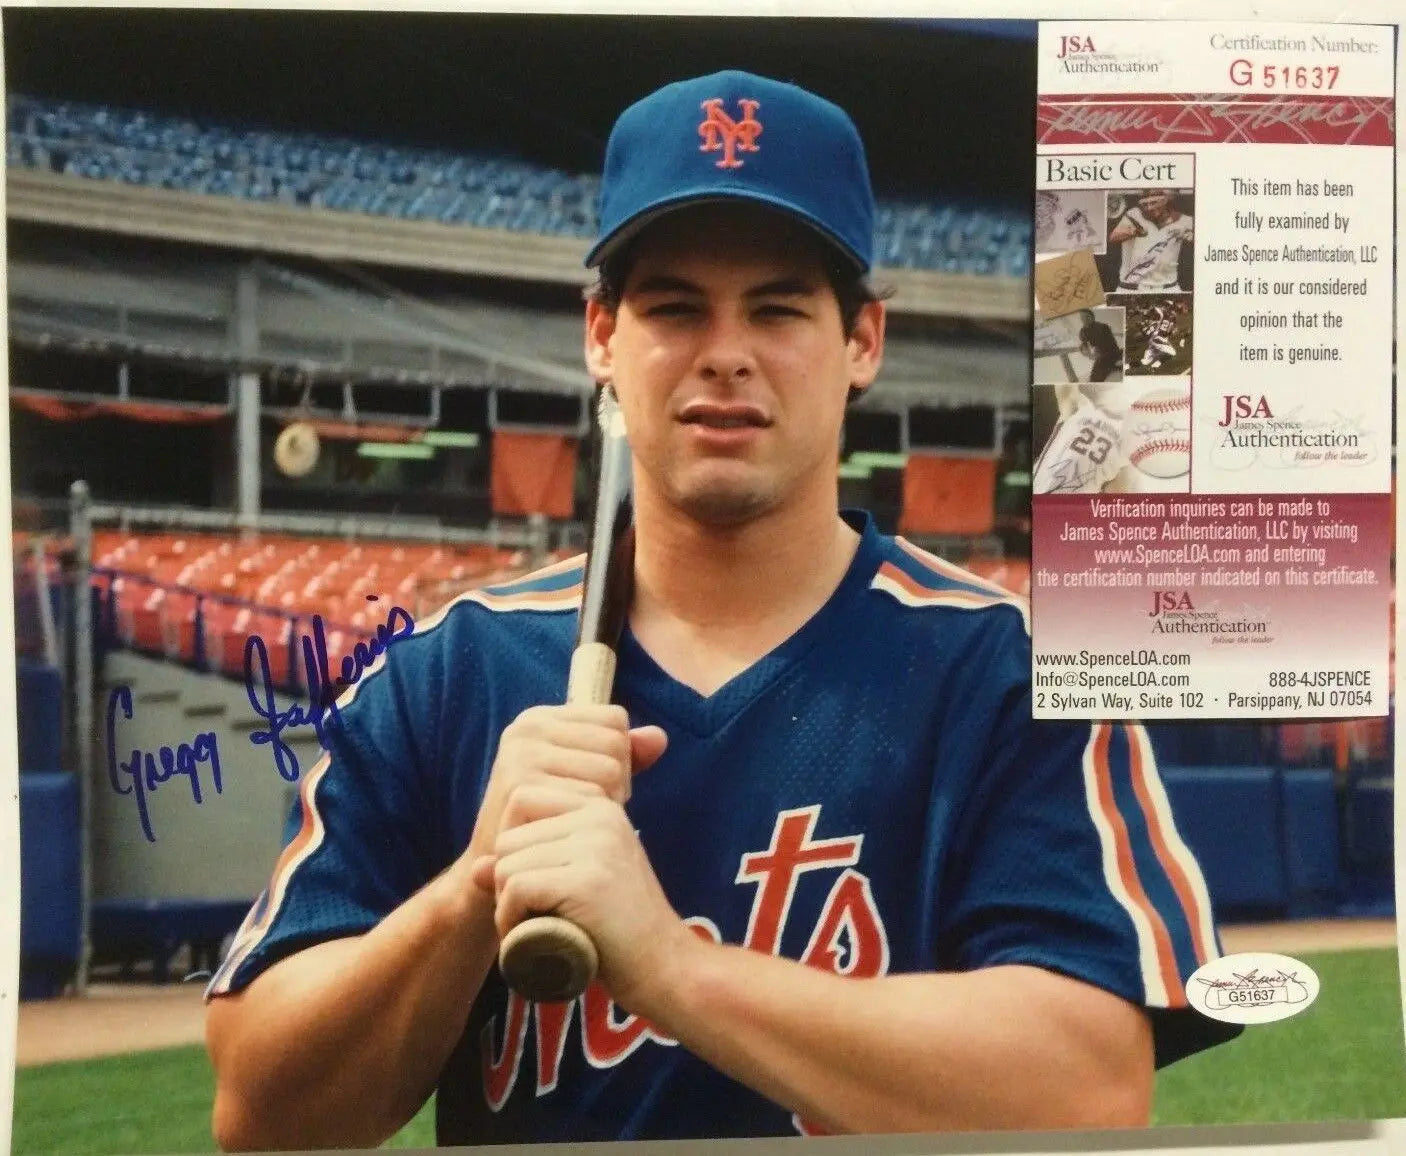 NY
Gregg Jefferies
Mets
JSA
James Spence
Authentication
Certification Number:
G 51637
Basic Cert
23
This item has been
fully examined by
James Spence Authentication, LLC
and it is our considered
opinion that the
item is genuine.
JSA
James Spence
Authentication
follow the leader
Verification inquiries can be made to
James Spence Authentication, LLC by visiting
www.SpenceLOA.com and entering
the certification number indicated on this certificate.
JSA
James Spence
Authentication
follow the leader
www.SpenceLOA.com
Info@SpenceLOA.com 888-4JSPENCE
2 Sylvan Way, Suite 102 · Parsippany, NJ 07054
G51637